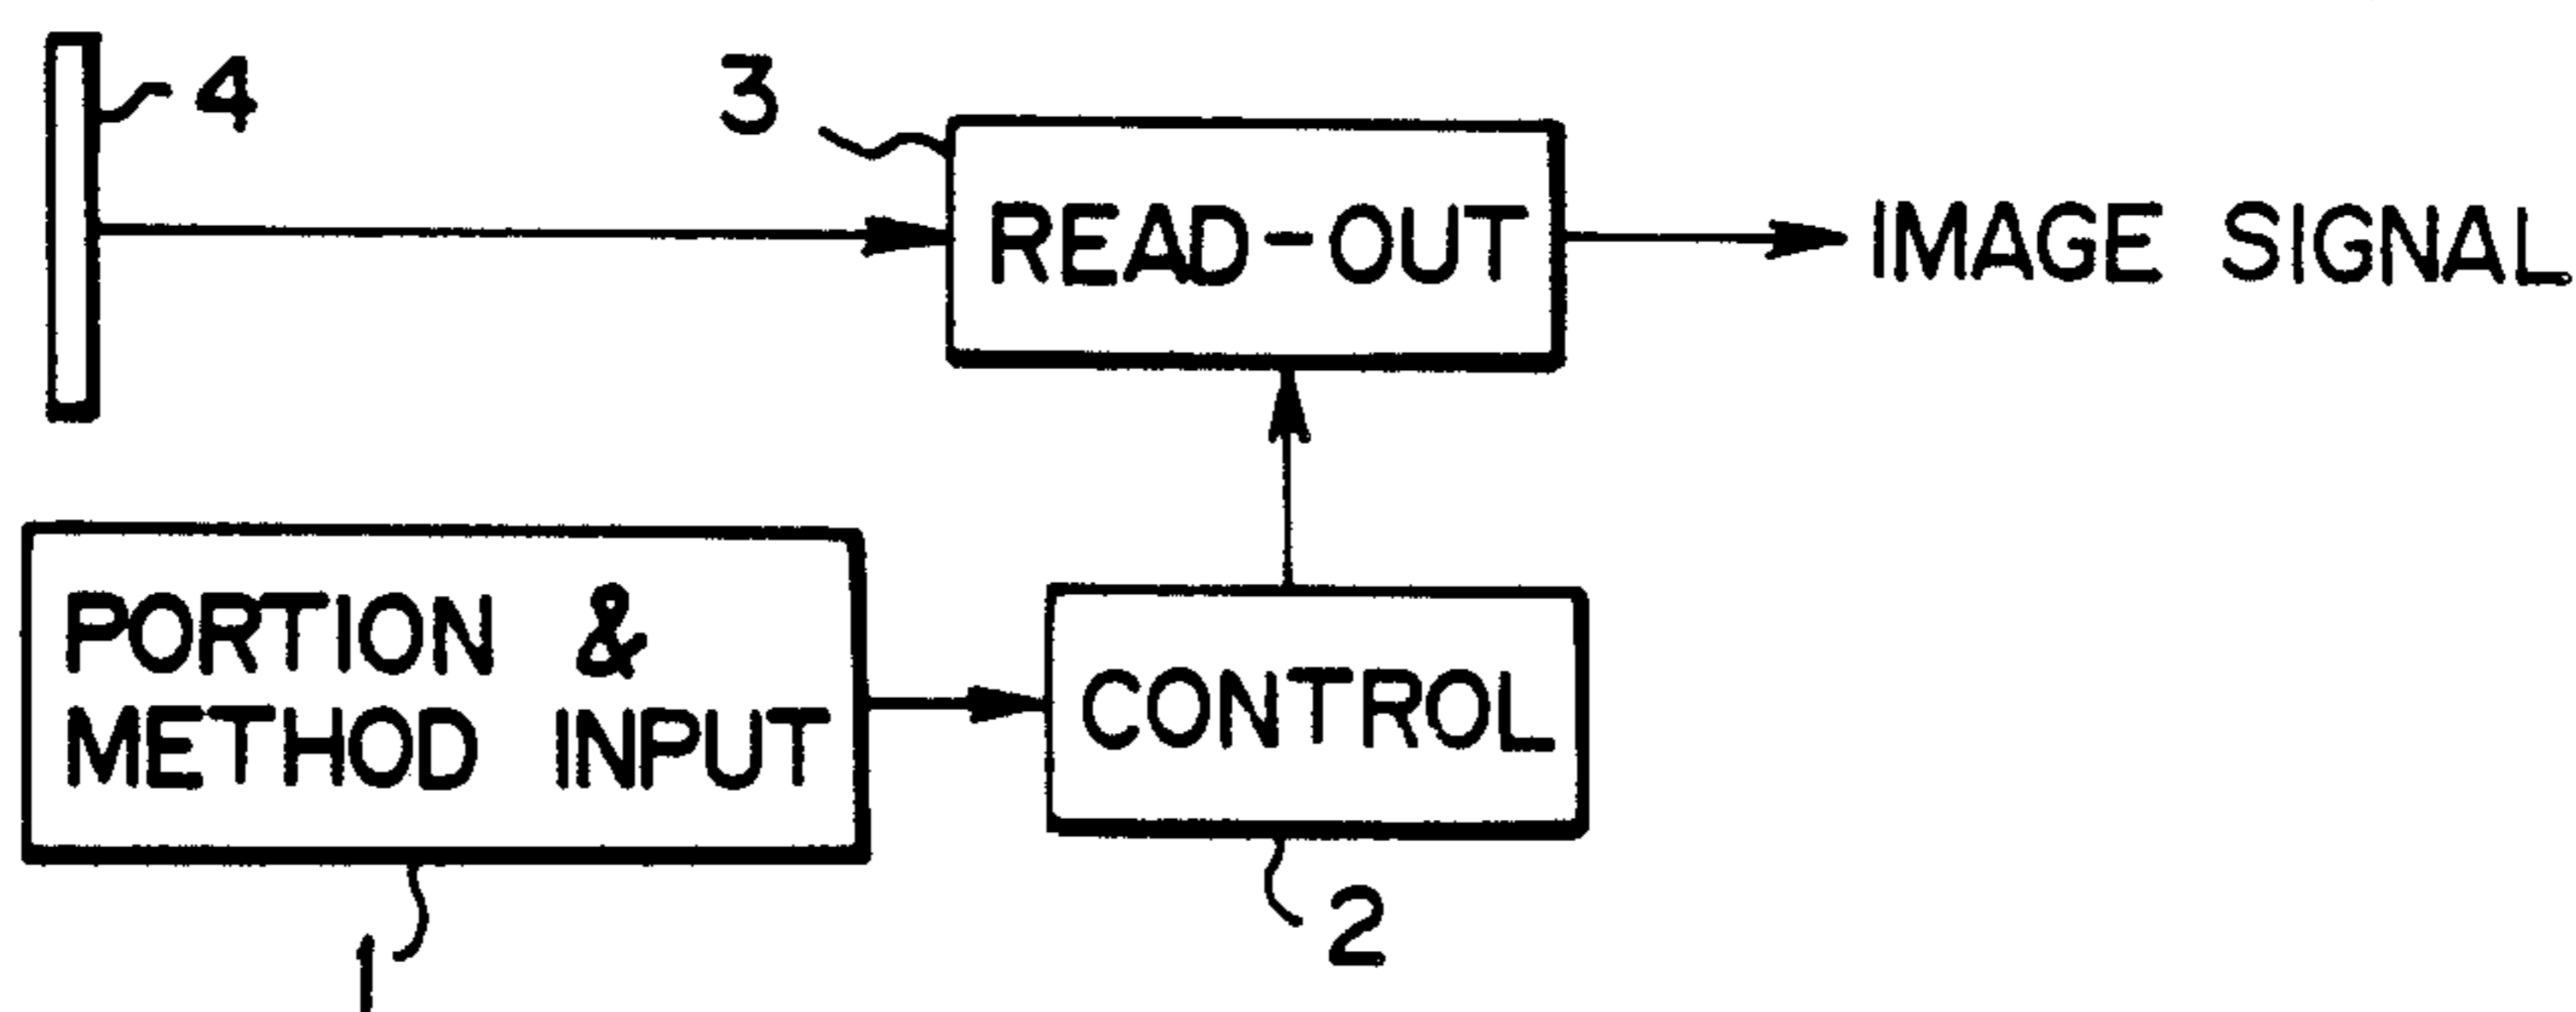 4
3
READ-OUT
IMAGE SIGNAL
PORTION &
METHOD INPUT
CONTROL
1
2